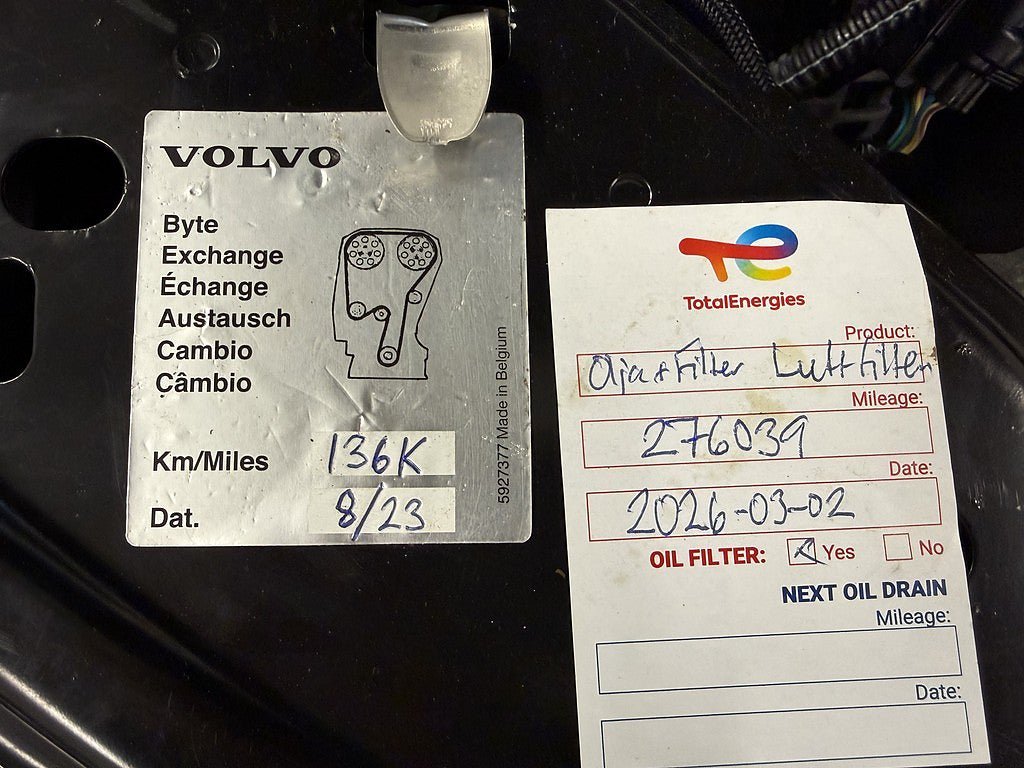 VOLVO
Byte
Exchange
Échange
Austausch
Cambio
Câmbio
Km/Miles 136K
Dat. 8/23
5927377 Made in Belgium
TotalEnergies
Product:
Olja + Filter Luftfilter
Mileage:
276039
Date:
2026-03-02
OIL FILTER: Yes No
NEXT OIL DRAIN
Mileage:
Date: